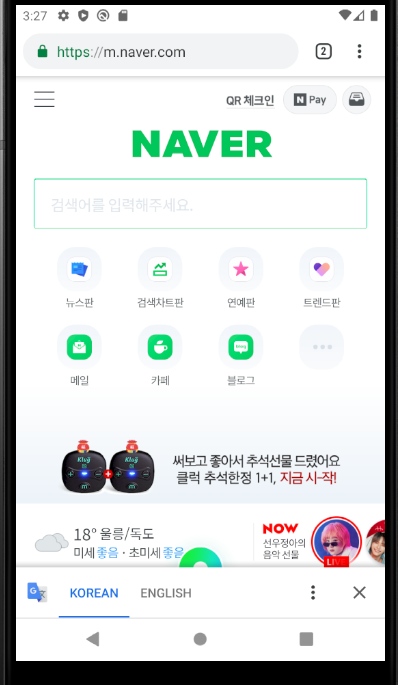 3:27
https://m.naver.com
2
QR 체크인
N Pay
NAVER
검색어를 입력해주세요.
뉴스판
검색차트판
연예판
트렌드판
메일
카페
블로그
Klug
Klug
써보고 좋아서 추석선물 드렸어요
클럭 추석한정 1+1, 지금 시-작!
18° 울릉/독도
미세좋음 · 초미세좋음
NOW
선우정아의
음악 선물
LIVE
G
KOREAN
ENGLISH